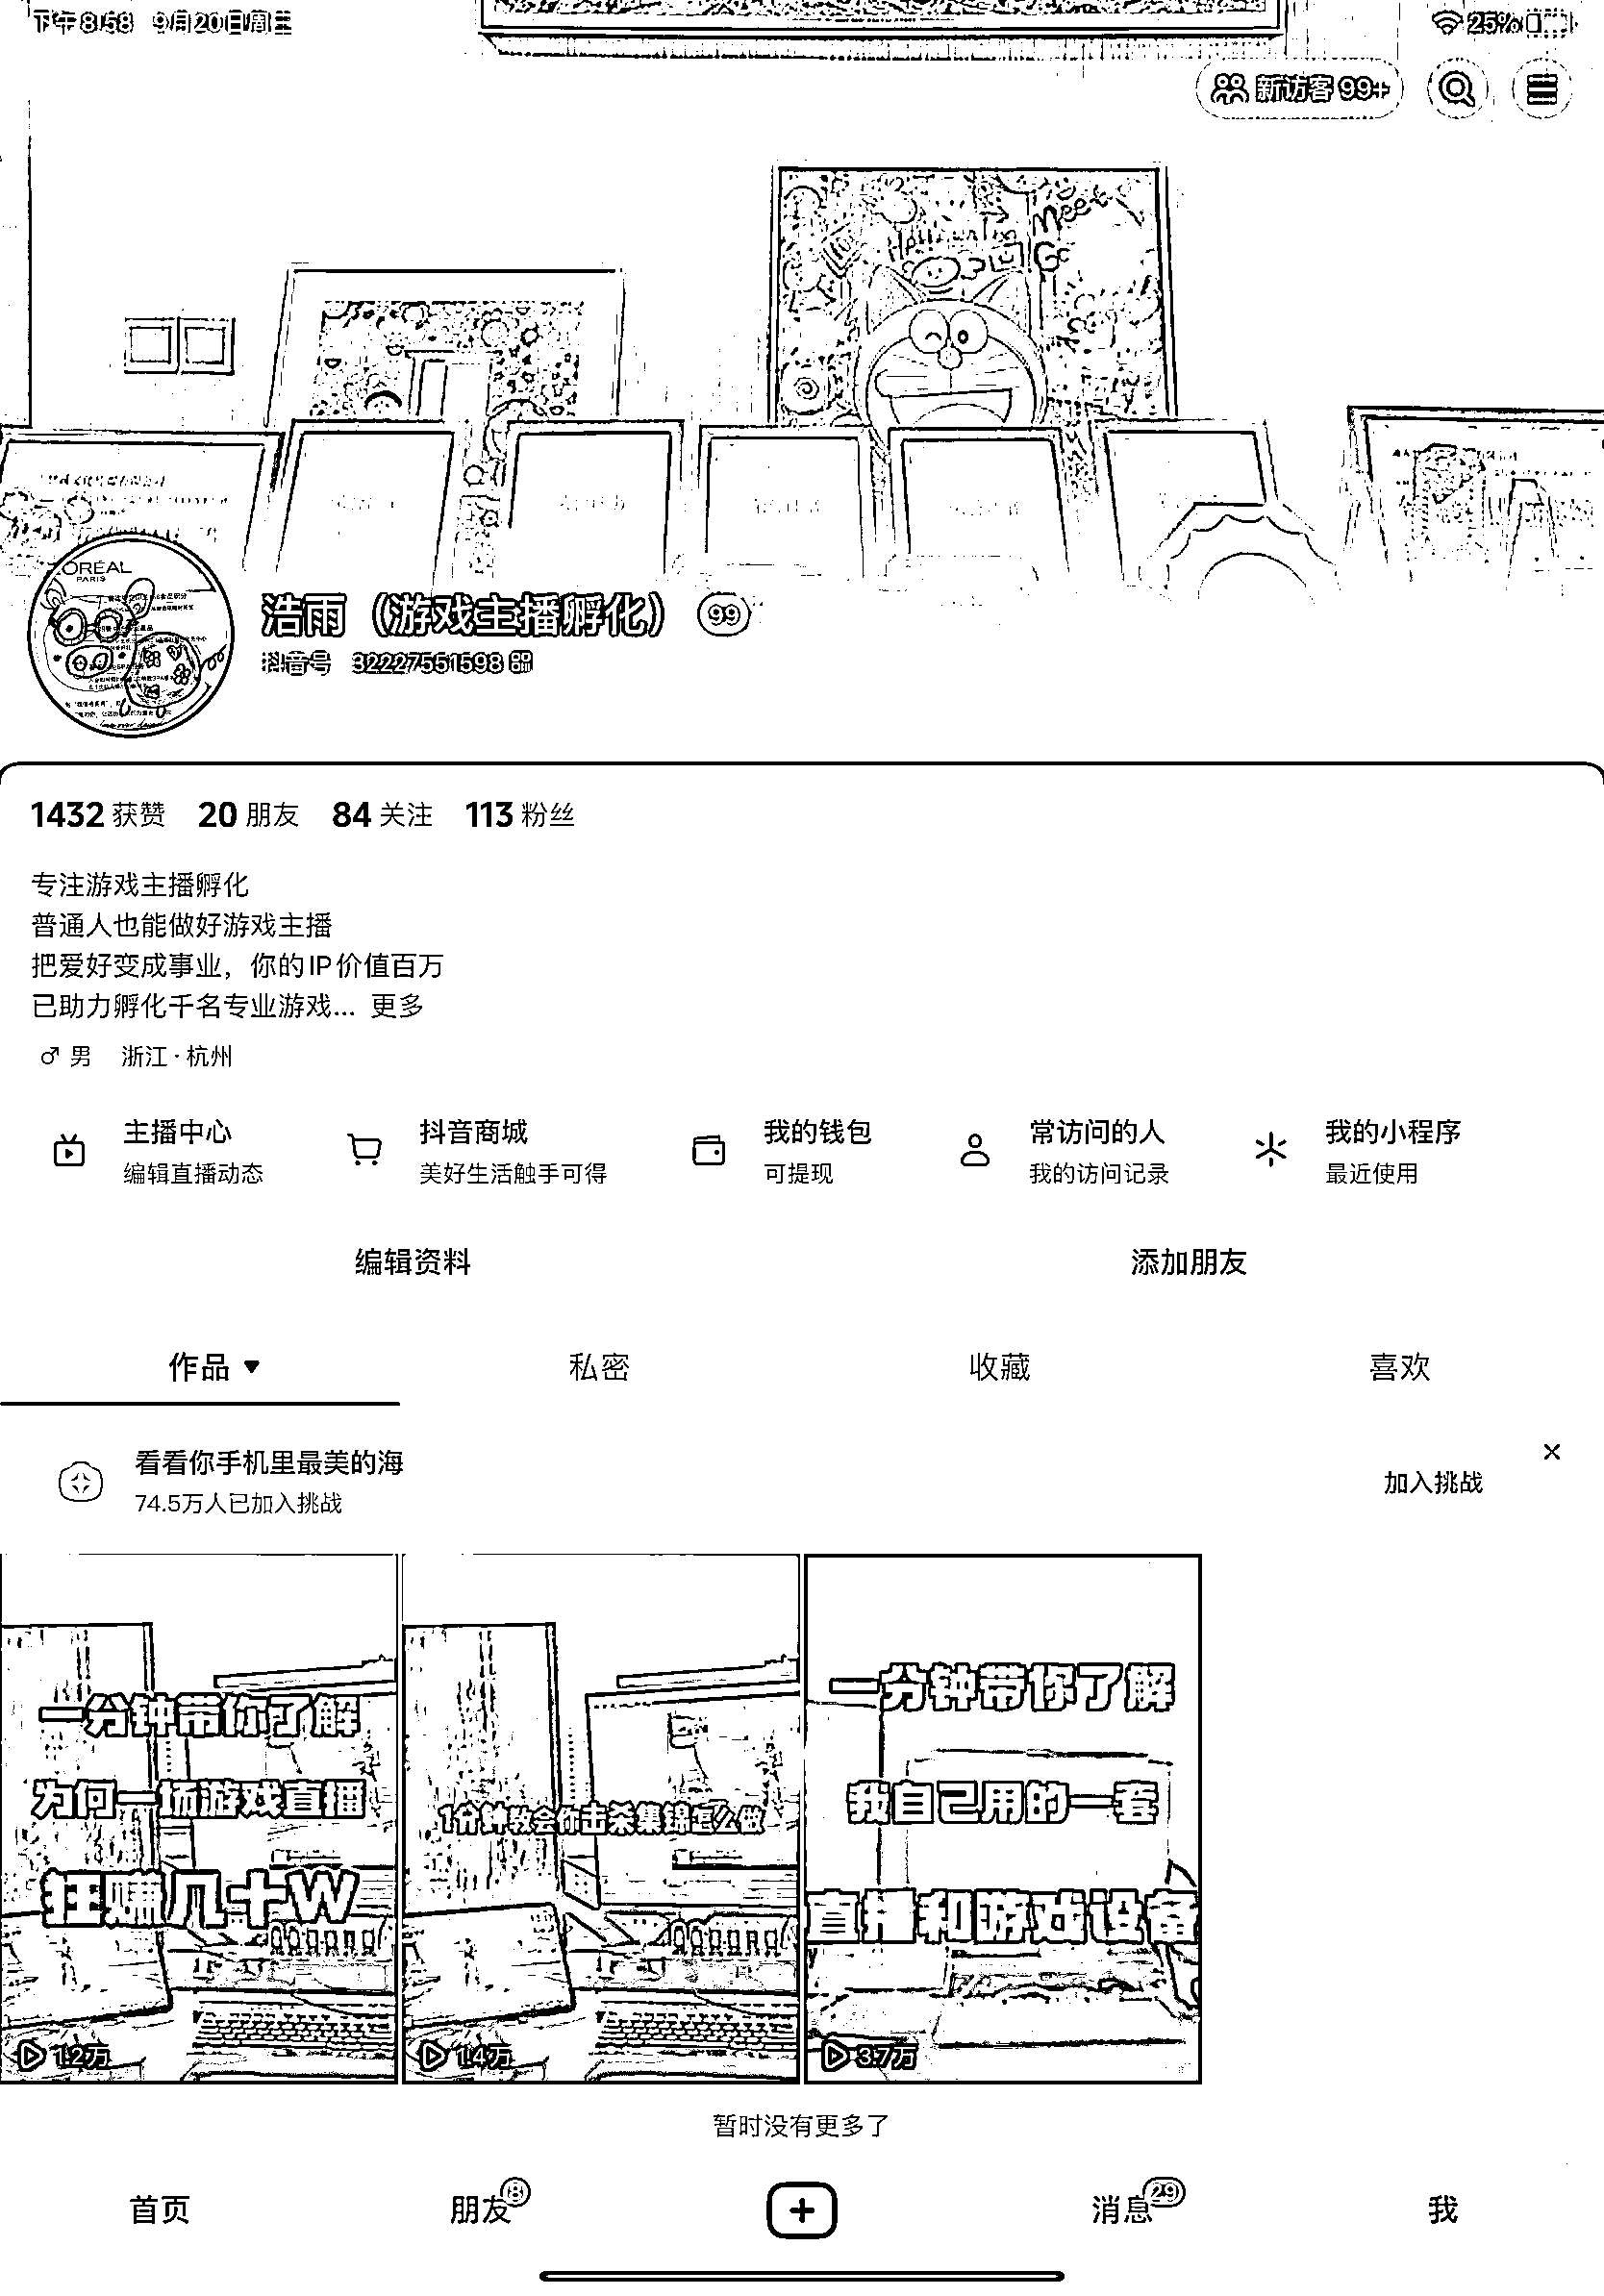 下午8:58 9月20日周三
25%
新访客 99+
Meet
L'ORÉAL
PARIS
浩雨（游戏主播孵化） 99
抖音号 32227551598
1432 获赞 20 朋友 84 关注 113 粉丝
专注游戏主播孵化
普通人也能做好游戏主播
把爱好变成事业，你的IP价值百万
已助力孵化千名专业游戏... 更多
♂ 男 浙江·杭州
主播中心 抖音商城 我的钱包 常访问的人 我的小程序
编辑直播动态 美好生活触手可得 可提现 我的访问记录 最近使用
编辑资料 添加朋友
作品 私密 收藏 喜欢
看看你手机里最美的海
74.5万人已加入挑战
加入挑战
一分钟带你了解
为何一场游戏直播
狂赚几十W
1.2万
1分钟教会你击杀集锦怎么做
1.4万
一分钟带你了解
我自己用的一套
直播和游戏设备
3.7万
暂时没有更多了
首页 朋友 8 消息 29 我